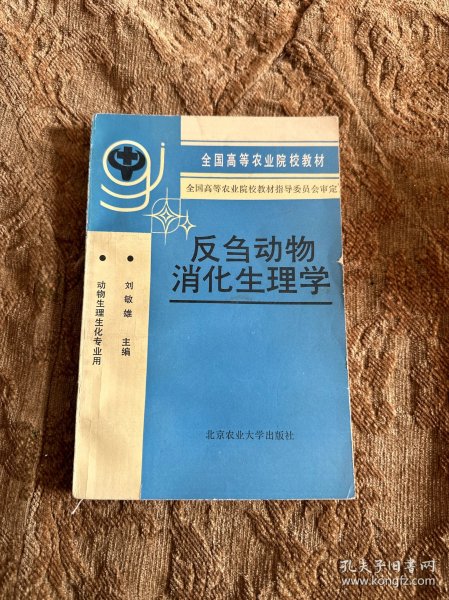 全国高等农业院校教材
全国高等农业院校教材指导委员会审定
反刍动物
消化生理学
刘敏雄 主编
动物生理生化专业用
北京农业大学出版社
孔夫子旧书网
www.kongfz.com